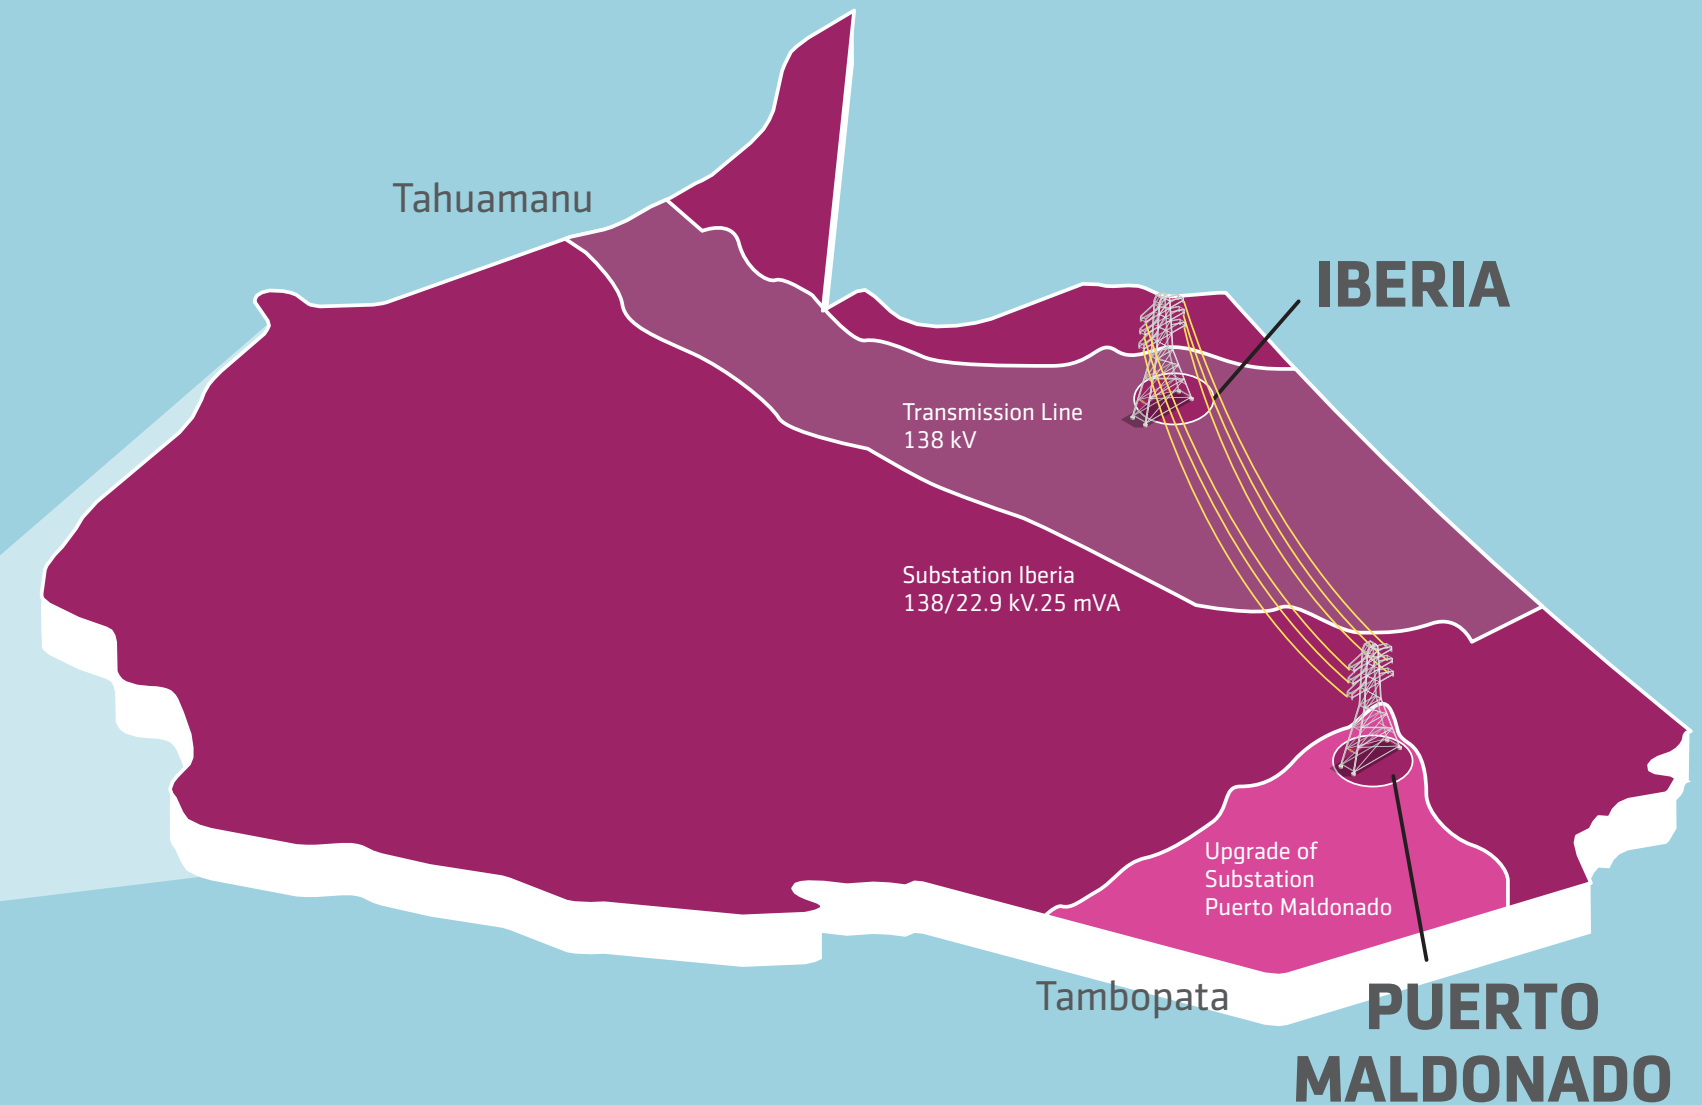 Tahuamanu
IBERIA
Transmission Line
138 kV
Substation Iberia
138/22.9 kV.25 mVA
Upgrade of
Substation
Puerto Maldonado
Tambopata
PUERTO
MALDONADO